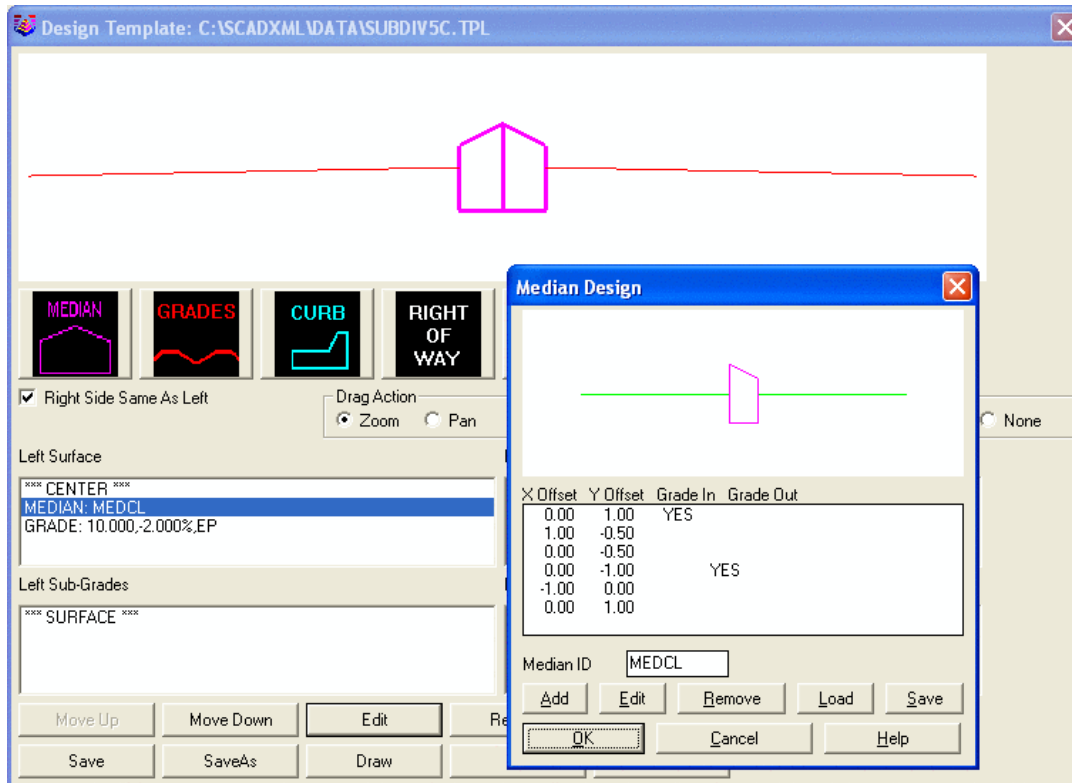 Design Template: C:\SCADXML\DATA\SUBDIV5C.TPL
MEDIAN
GRADES
CURB
RIGHT
OF
WAY
Right Side Same As Left
Drag Action
Zoom
Pan
None
Left Surface
*** CENTER ***
MEDIAN: MEDCL
GRADE: 10.000,-2.000%,EP
Left Sub-Grades
*** SURFACE ***
Move Up
Move Down
Edit
Save
SaveAs
Draw
Median Design
X Offset Y Offset Grade In Grade Out
0.00 1.00 YES
1.00 -0.50
0.00 -0.50
0.00 -1.00 YES
-1.00 0.00
0.00 1.00
Median ID MEDCL
Add Edit Remove Load Save
OK Cancel Help